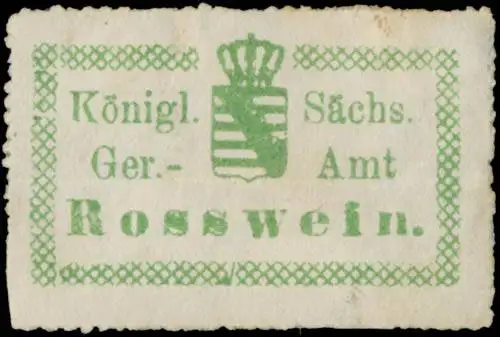 Königl. Sächs.
Ger.- Amt
Rosswein.